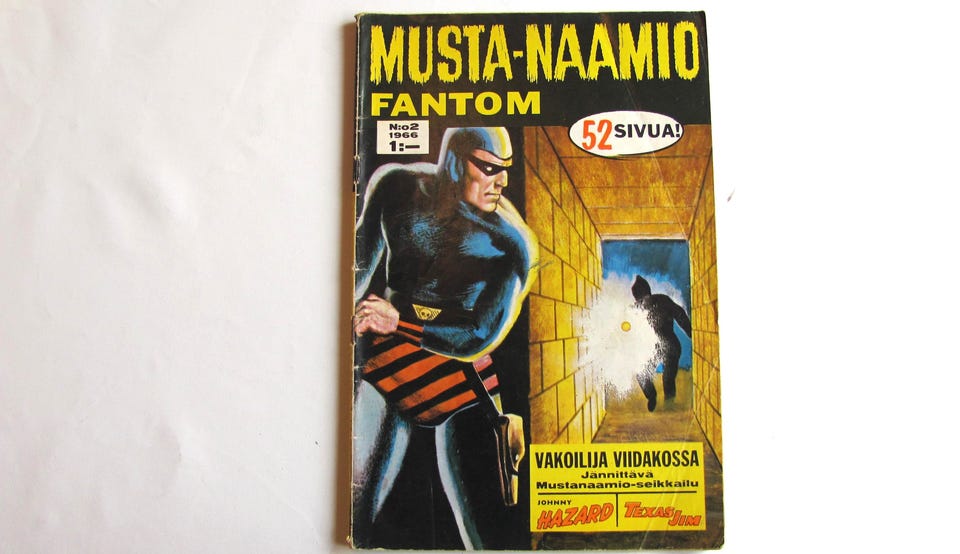 MUSTA-NAAMIO
FANTOM
N:o2
1966
1:—
52 SIVUA!
VAKOILIJA VIIDAKOSSA
Jännittävä
Mustanaamio-seikkailu
JOHNNY
HAZARD
TEXAS JIM